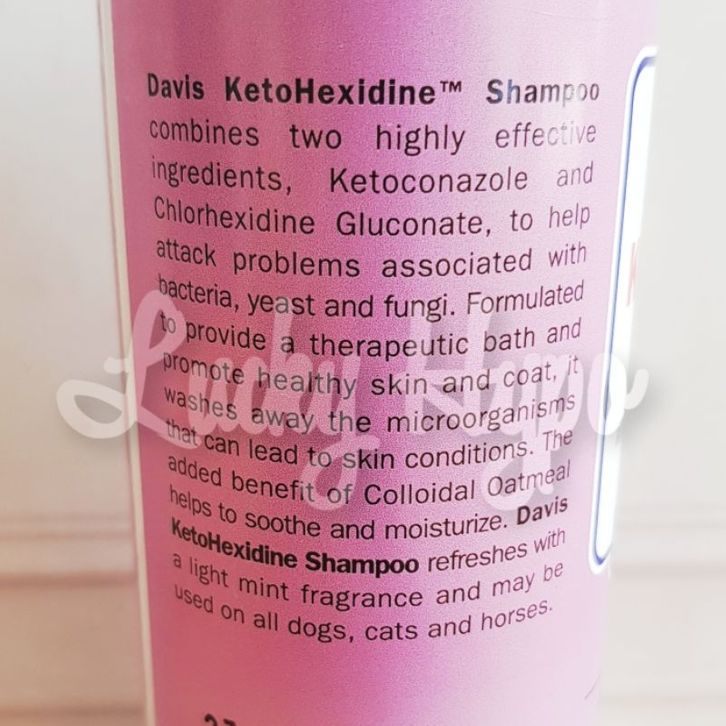 Davis KetoHexidine™ Shampoo
combines two highly effective
ingredients, Ketoconazole and
Chlorhexidine Gluconate, to help
attack problems associated with
bacteria, yeast and fungi. Formulated
to provide a therapeutic bath and
promote healthy skin and coat, it
washes away the microorganisms
that can lead to skin conditions. The
added benefit of Colloidal Oatmeal
helps to soothe and moisturize. Davis
KetoHexidine Shampoo refreshes with
a light mint fragrance and may be
used on all dogs, cats and horses.
Lucky Hypo